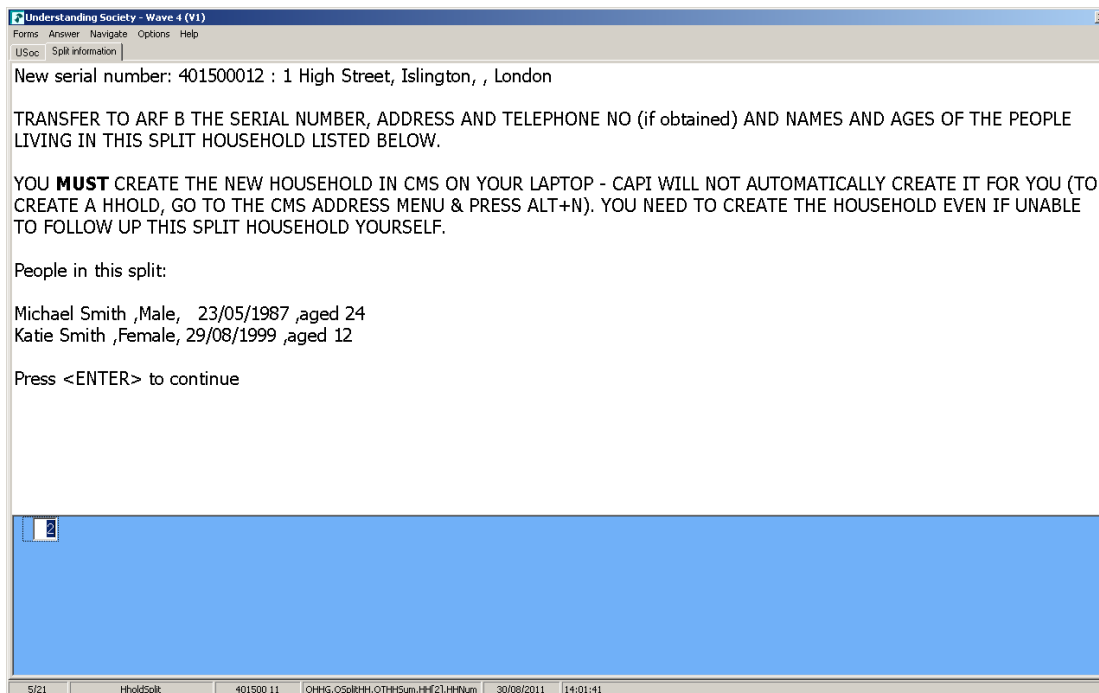 Understanding Society - Wave 4 (V1)
Forms Answer Navigate Options Help
USoc Split information
New serial number: 401500012 : 1 High Street, Islington, , London
TRANSFER TO ARF B THE SERIAL NUMBER, ADDRESS AND TELEPHONE NO (if obtained) AND NAMES AND AGES OF THE PEOPLE
LIVING IN THIS SPLIT HOUSEHOLD LISTED BELOW.
YOU MUST CREATE THE NEW HOUSEHOLD IN CMS ON YOUR LAPTOP - CAPI WILL NOT AUTOMATICALLY CREATE IT FOR YOU (TO
CREATE A HHOLD, GO TO THE CMS ADDRESS MENU & PRESS ALT+N). YOU NEED TO CREATE THE HOUSEHOLD EVEN IF UNABLE
TO FOLLOW UP THIS SPLIT HOUSEHOLD YOURSELF.
People in this split:
Michael Smith ,Male, 23/05/1987 ,aged 24
Katie Smith ,Female, 29/08/1999 ,aged 12
Press <ENTER> to continue
2
5/21 HholdSplit 401500 11 OHHG.OSplitHH.OTHHSum.HH[2].HHNum 30/08/2011 14:01:41